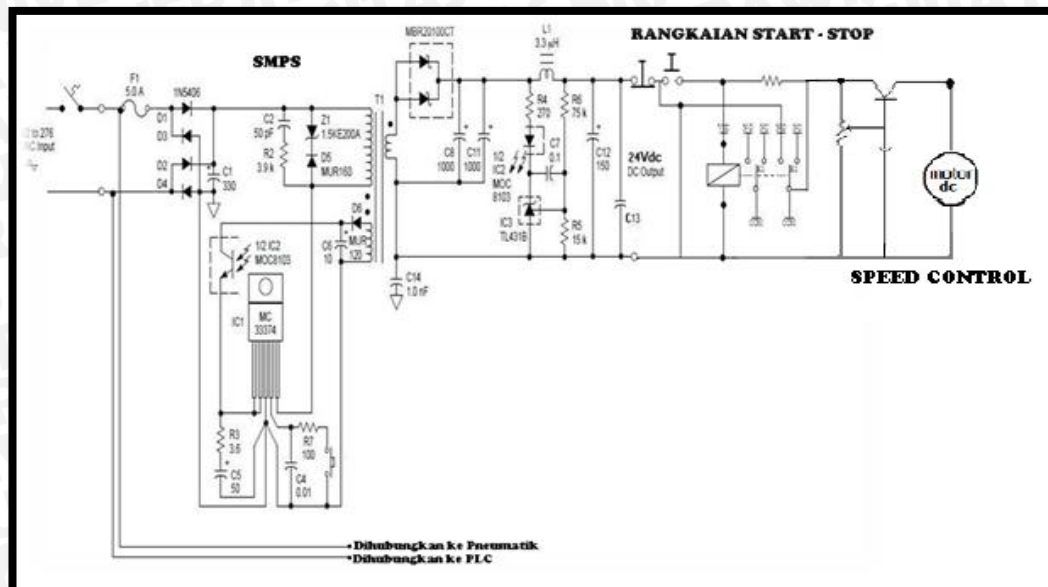 SMPS
RANGKAIAN START - STOP
MBR20100CT
L1
3.3 µH
F1
5.0 A
1N5406
D1
D3
D2
D4
to 276
C Input
C1
330
C2
50 pF
R2
3.9 k
Z1
1.5KE200A
D5
MUR160
T1
C8
1000
C11
1000
R4
270
R6
75 k
1/2
IC2
MOC
8103
C7
0.1
IC3
TL431B
R5
15 k
C12
150
C13
24Vdc
DC Output
motor
dc
SPEED CONTROL
D6
MUR
120
C6
10
C14
1.0 nF
1/2 IC2
MOC8103
IC1
MC
33374
R3
3.6
C5
50
R7
100
C4
0.01
Dihubungkan ke Pneumatik
Dihubungkan ke PLC